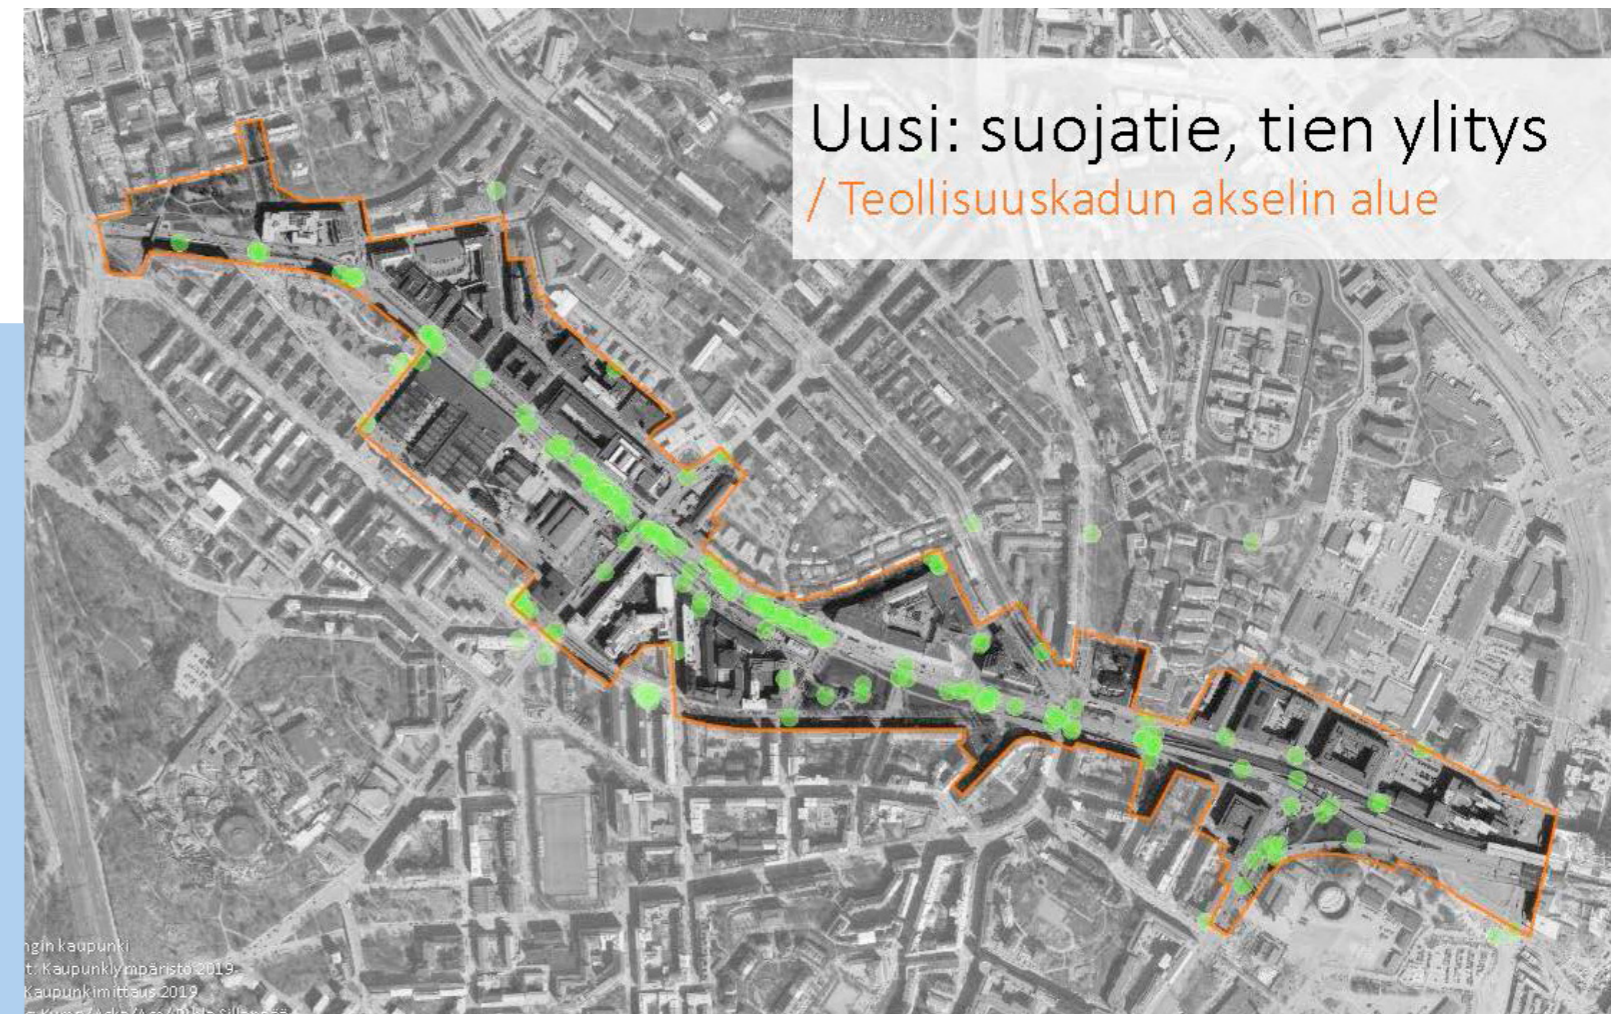 Uusi: suojatie, tien ylitys
/ Teollisuuskadun akselin alue
ngin kaupunki
t: Kaupunkiympäristö 2019
Kaupunkimittaus 2019